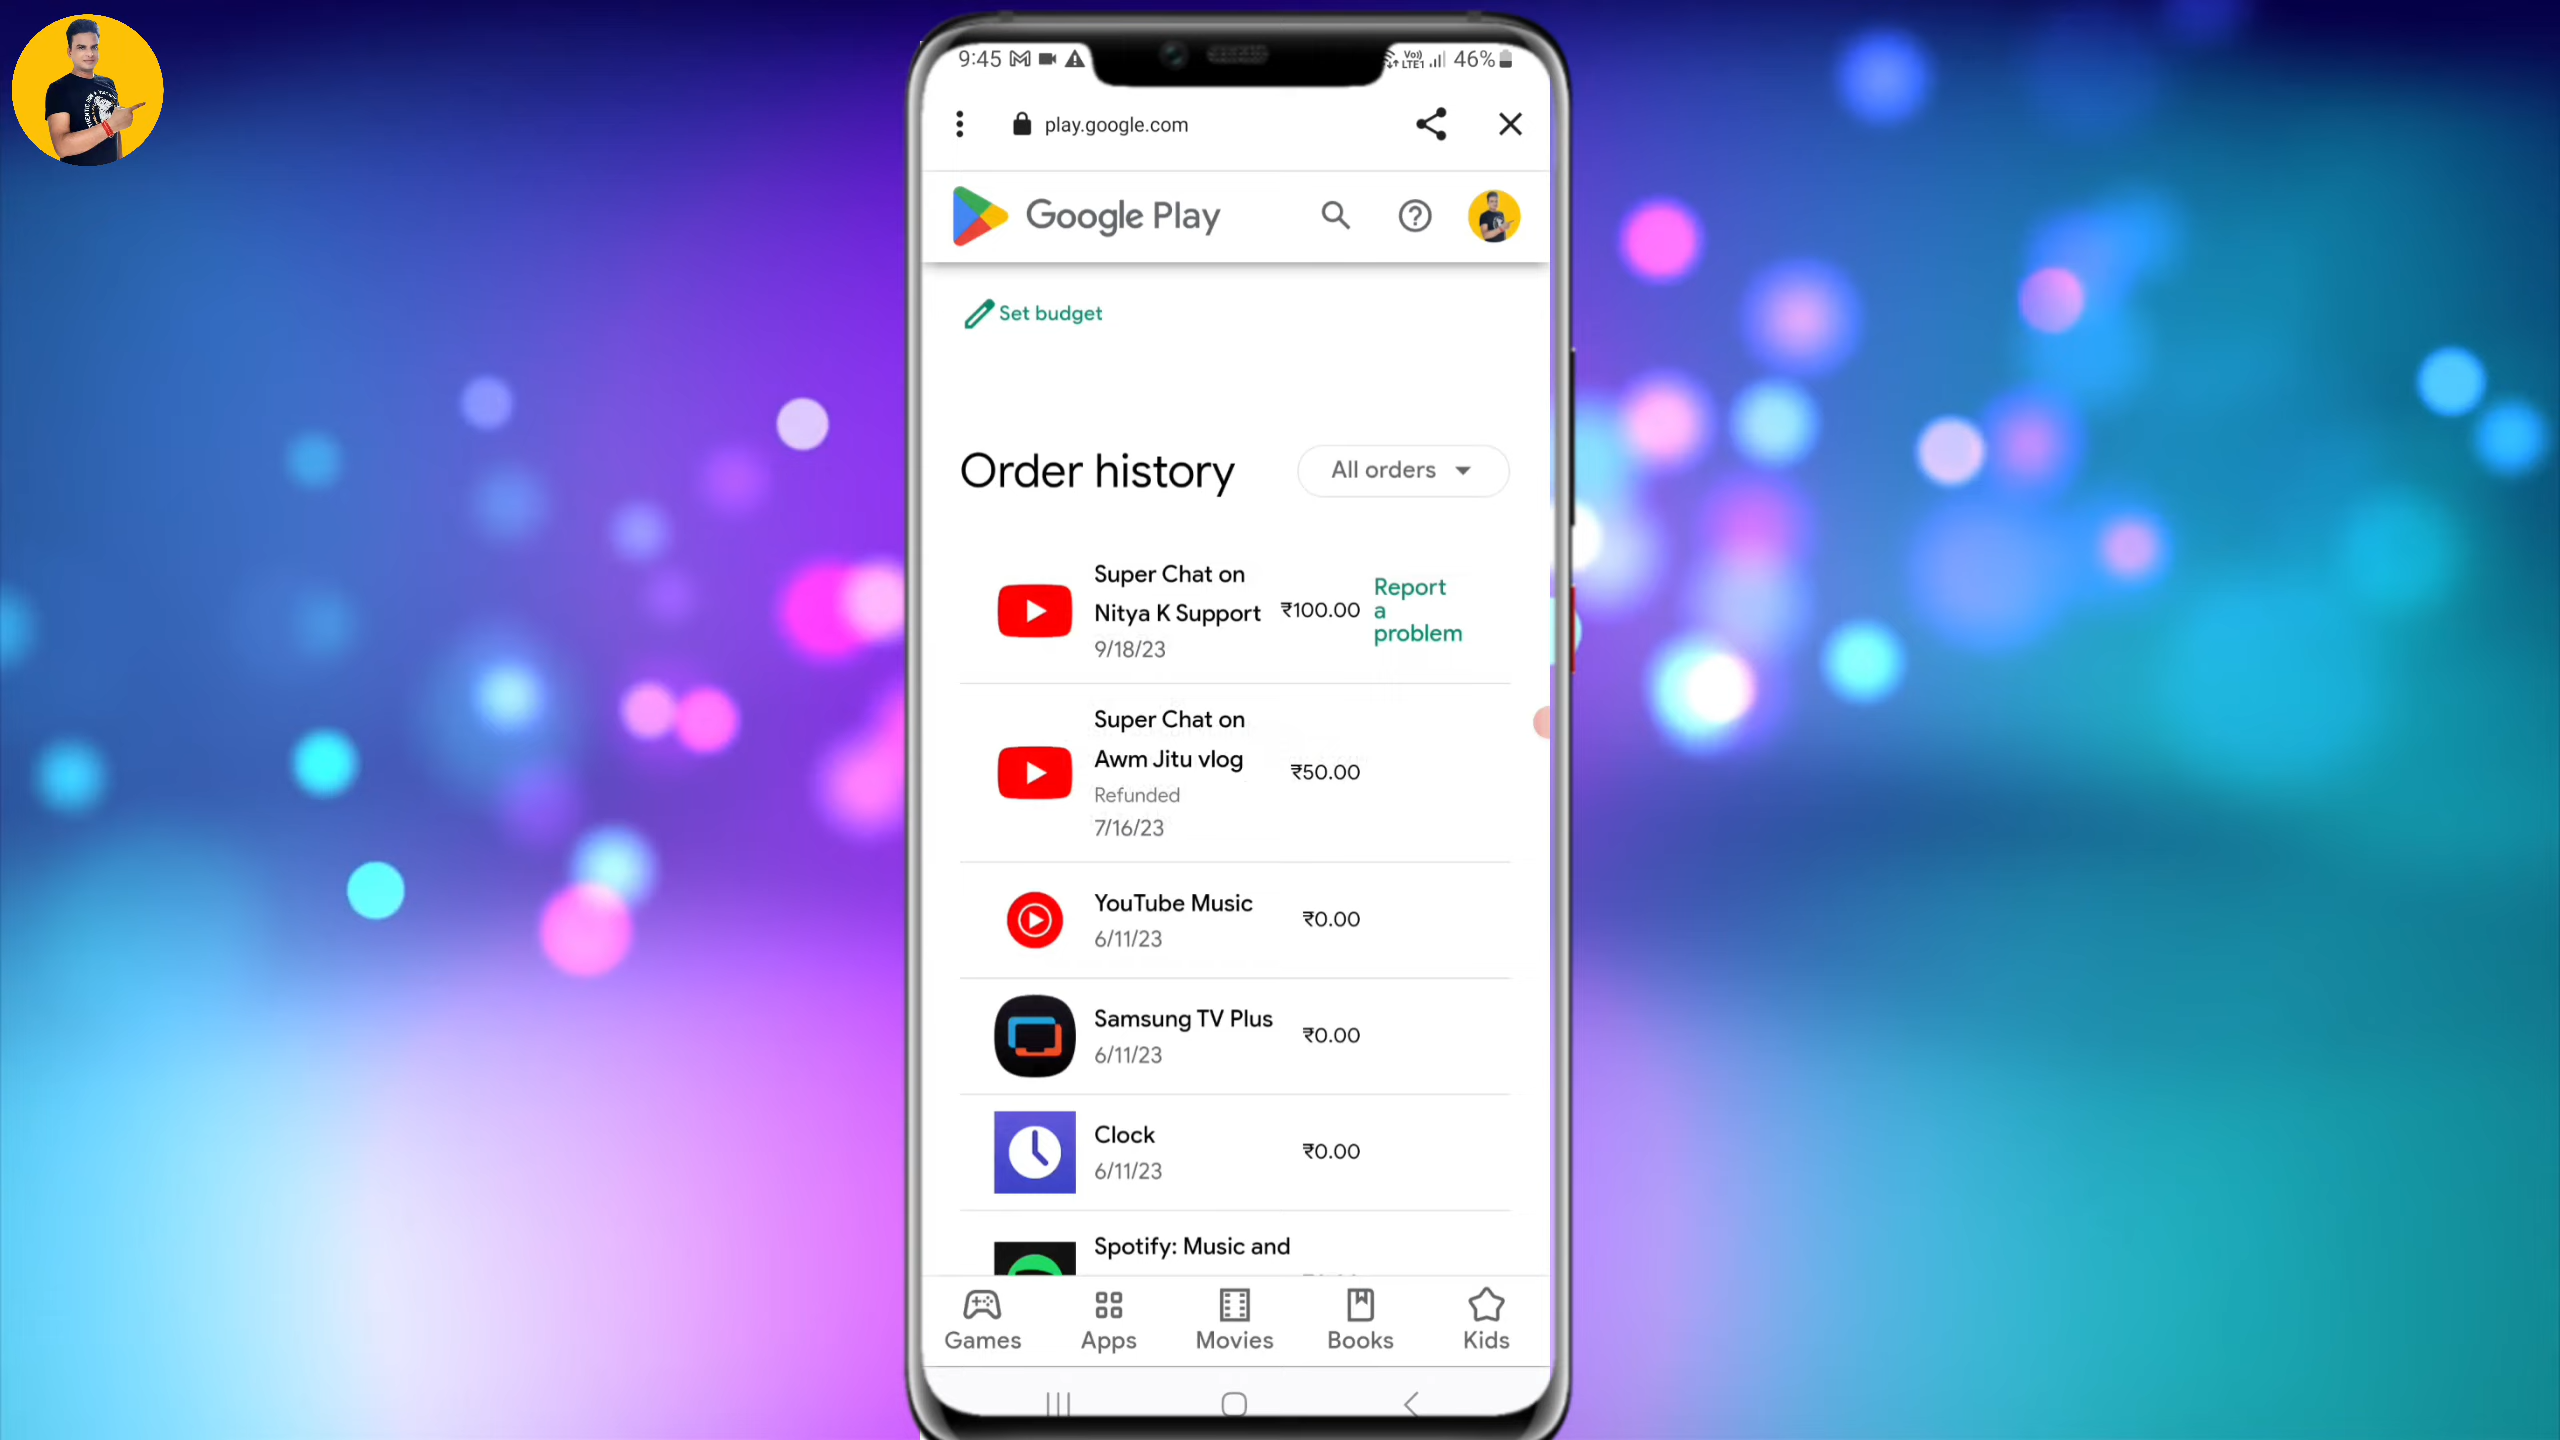 9:45
Vo)) LTE1 46%
play.google.com
Google Play
Set budget
Order history
All orders
Super Chat on
Nitya K Support
9/18/23
₹100.00
Report
a
problem
Super Chat on
Awm Jitu vlog
Refunded
7/16/23
₹50.00
YouTube Music
6/11/23
₹0.00
Samsung TV Plus
6/11/23
₹0.00
Clock
6/11/23
₹0.00
Spotify: Music and
Games
Apps
Movies
Books
Kids